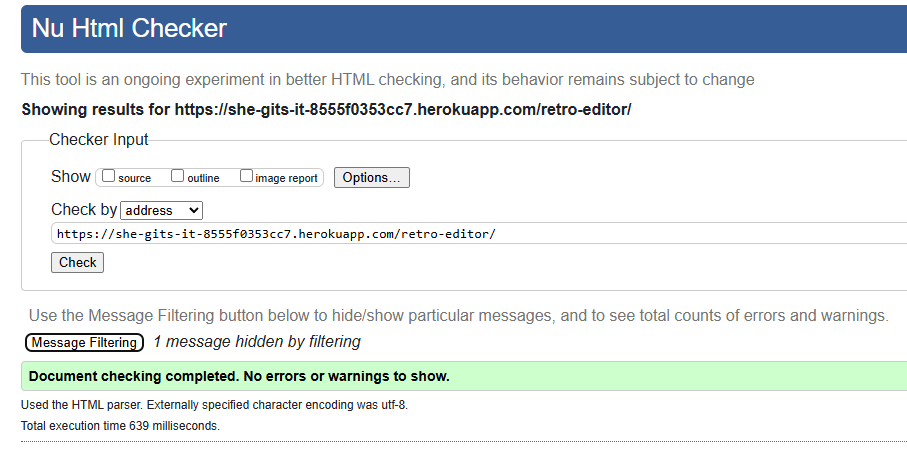 Nu Html Checker
This tool is an ongoing experiment in better HTML checking, and its behavior remains subject to change
Showing results for https://she-gits-it-8555f0353cc7.herokuapp.com/retro-editor/
Checker Input
Show source outline image report Options...
Check by address
https://she-gits-it-8555f0353cc7.herokuapp.com/retro-editor/
Check
Use the Message Filtering button below to hide/show particular messages, and to see total counts of errors and warnings.
Message Filtering 1 message hidden by filtering
Document checking completed. No errors or warnings to show.
Used the HTML parser. Externally specified character encoding was utf-8.
Total execution time 639 milliseconds.